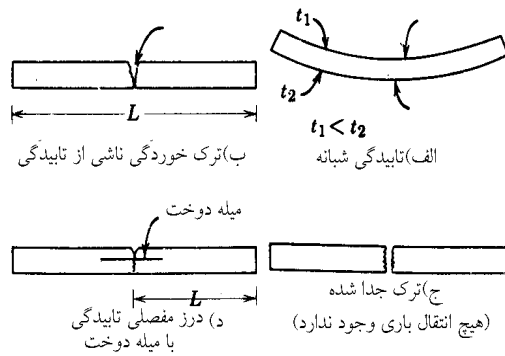 t₁
t₂
t₁ < t₂
الف)تابیدگی شبانه
L
ب)ترک خوردگی ناشی از تابیدگی
میله دوخت
ج)ترک جدا شده
(هیچ انتقال باری وجود ندارد)
L
د) درز مفصلی تابیدگی
با میله دوخت